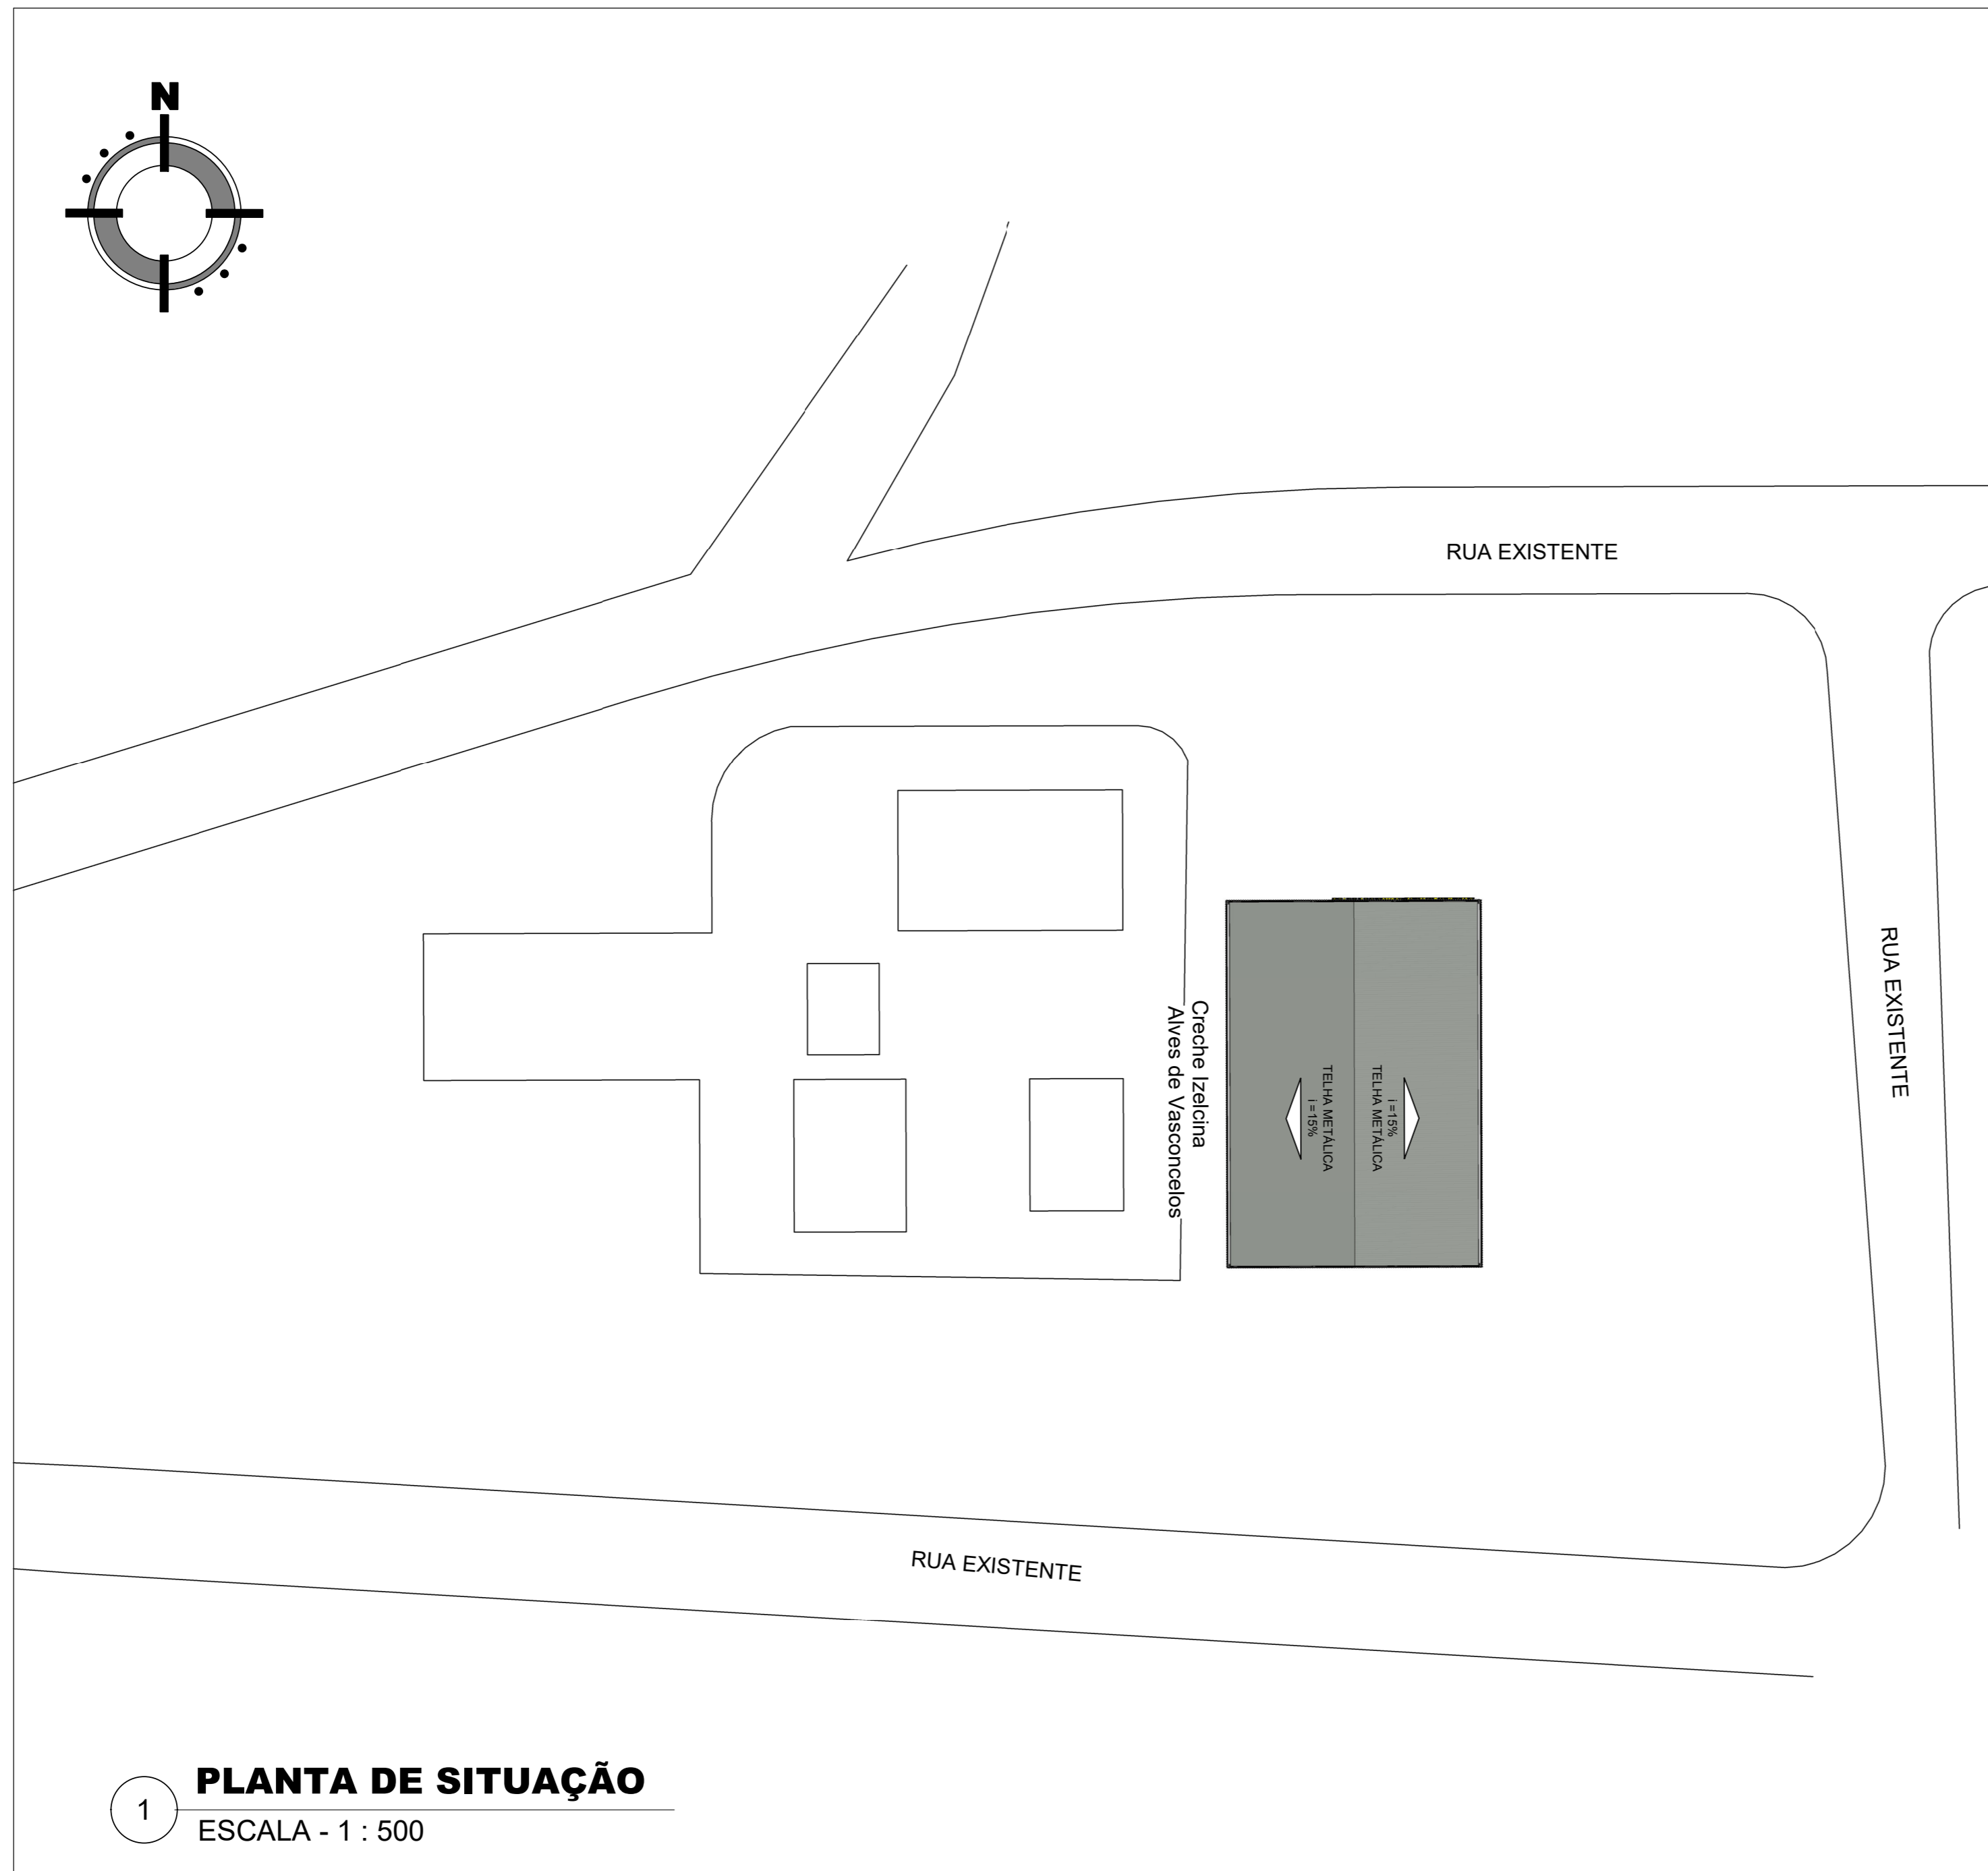 N
RUA EXISTENTE
RUA EXISTENTE
Creche Izelcina
Alves de Vasconcelos
TELHA METÁLICA
i =15%
i =15%
TELHA METÁLICA
RUA EXISTENTE
1
PLANTA DE SITUAÇÃO
ESCALA - 1 : 500